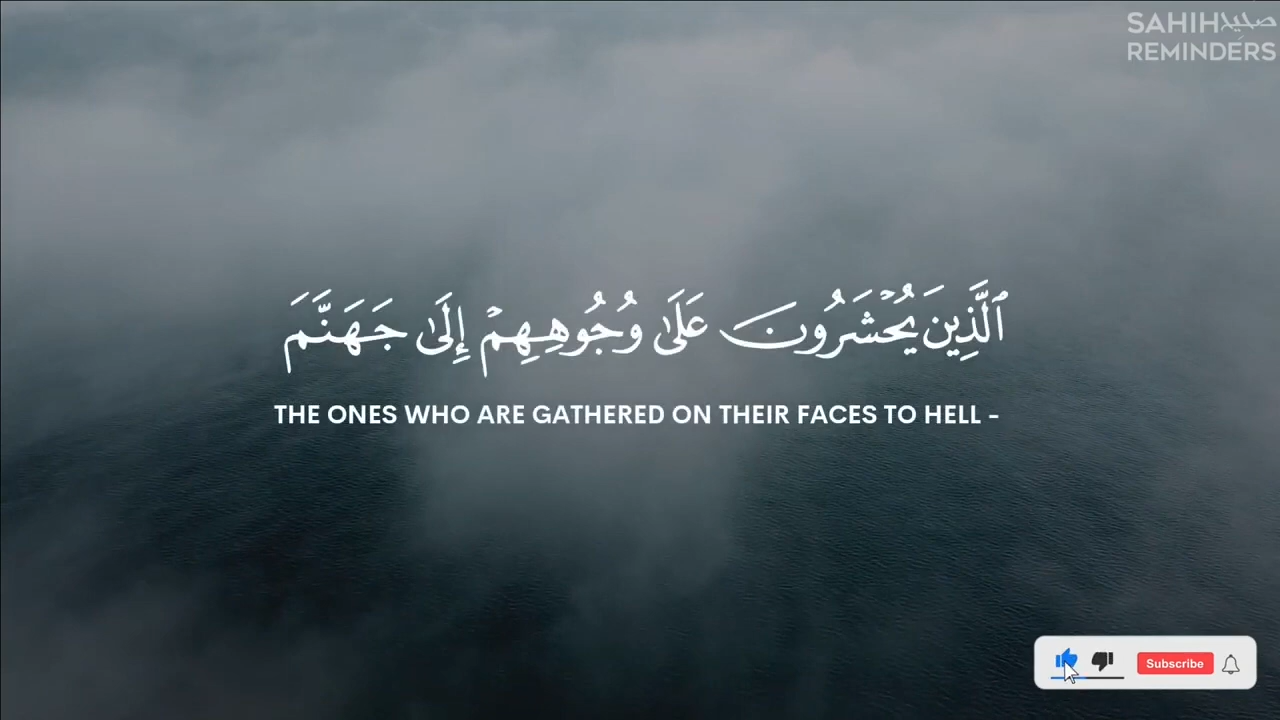 SAHIH صحيح
REMINDERS
ٱلَّذِينَ يُحۡشَرُونَ عَلَىٰ وُجُوهِهِمۡ إِلَىٰ جَهَنَّمَ
THE ONES WHO ARE GATHERED ON THEIR FACES TO HELL -
Subscribe